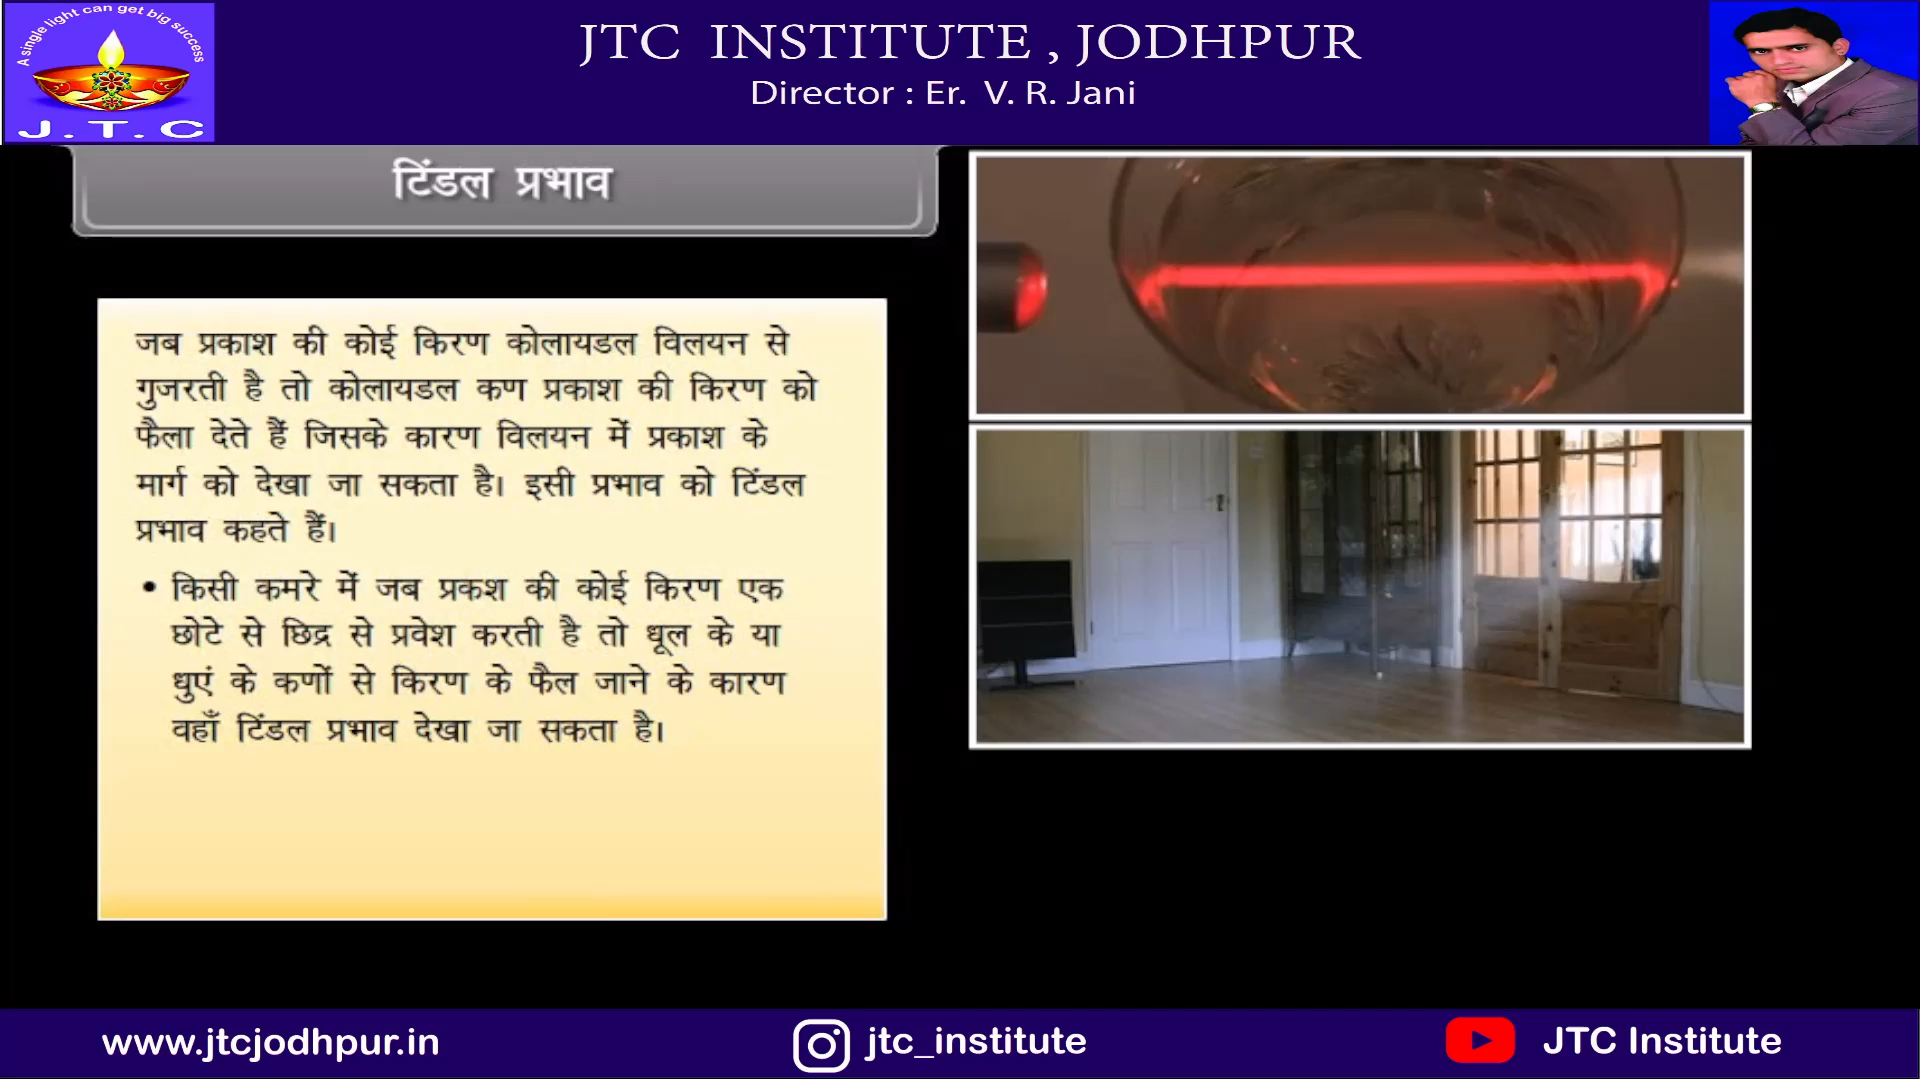 A single light can get big success
J.T.C
JTC INSTITUTE , JODHPUR
Director : Er. V. R. Jani
टिंडल प्रभाव
जब प्रकाश की कोई किरण कोलायडल विलयन से
गुजरती है तो कोलायडल कण प्रकाश की किरण को
फैला देते हैं जिसके कारण विलयन में प्रकाश के
मार्ग को देखा जा सकता है। इसी प्रभाव को टिंडल
प्रभाव कहते हैं।
• किसी कमरे में जब प्रकश की कोई किरण एक
छोटे से छिद्र से प्रवेश करती है तो धूल के या
धुएं के कणों से किरण के फैल जाने के कारण
वहाँ टिंडल प्रभाव देखा जा सकता है।
www.jtcjodhpur.in
jtc_institute
JTC Institute